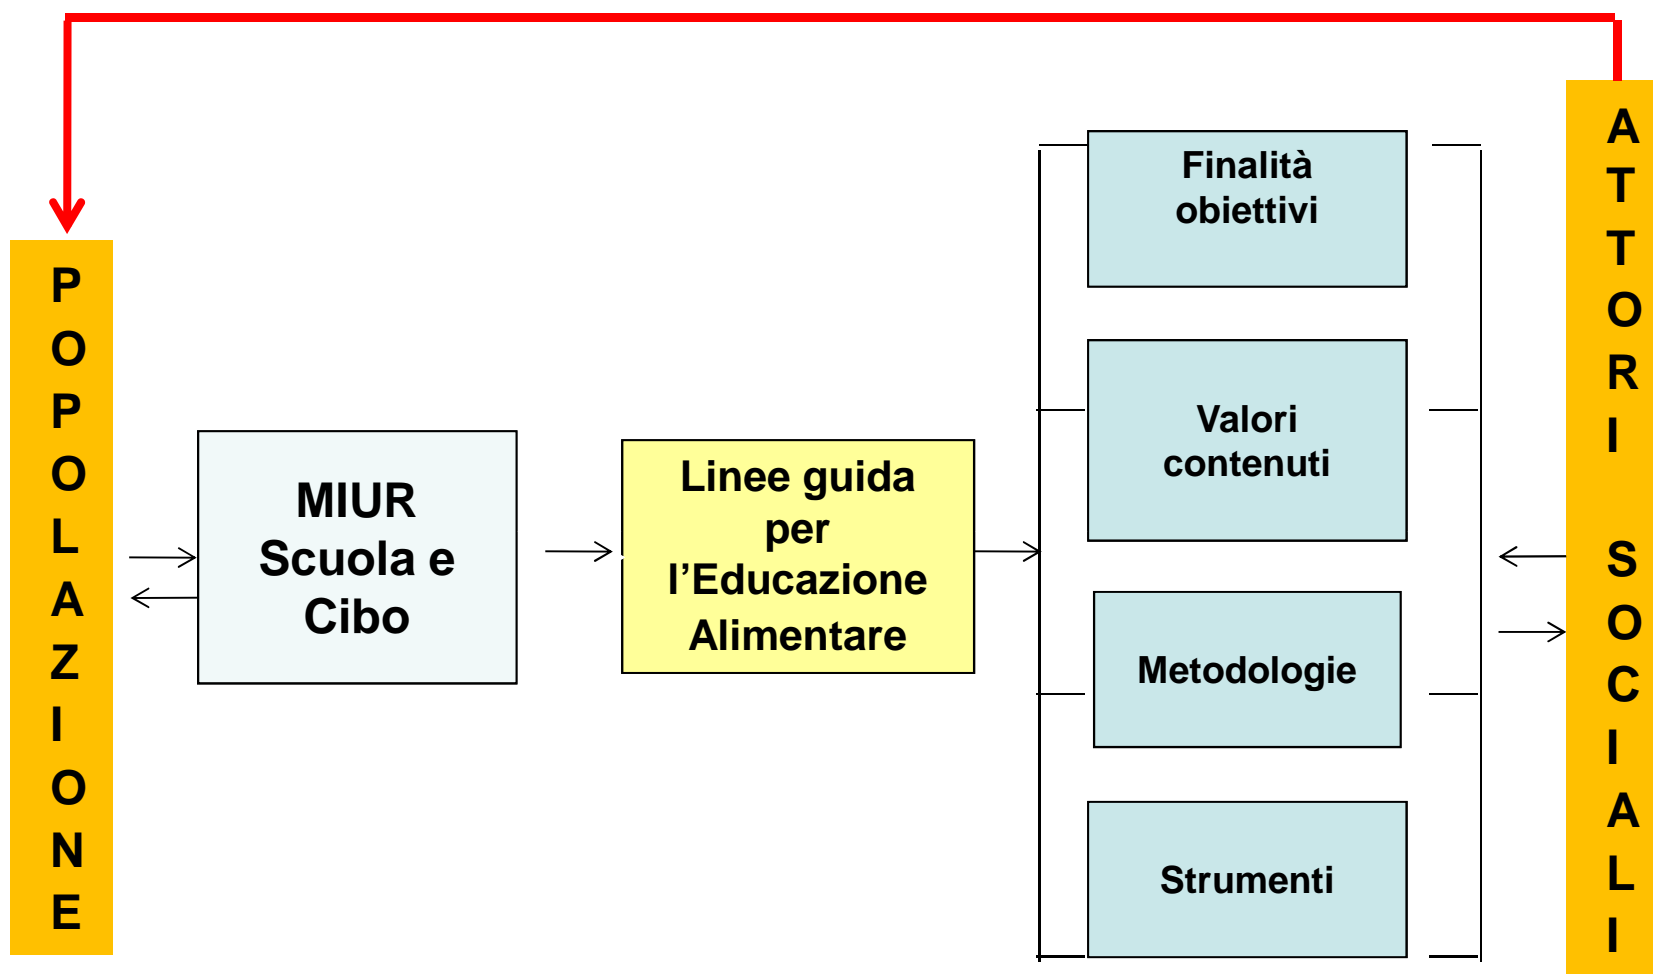 POPOLAZIONE
MIUR
Scuola e
Cibo
Linee guida
per
l’Educazione
Alimentare
Finalità
obiettivi
Valori
contenuti
Metodologie
Strumenti
ATTORI SOCIALI